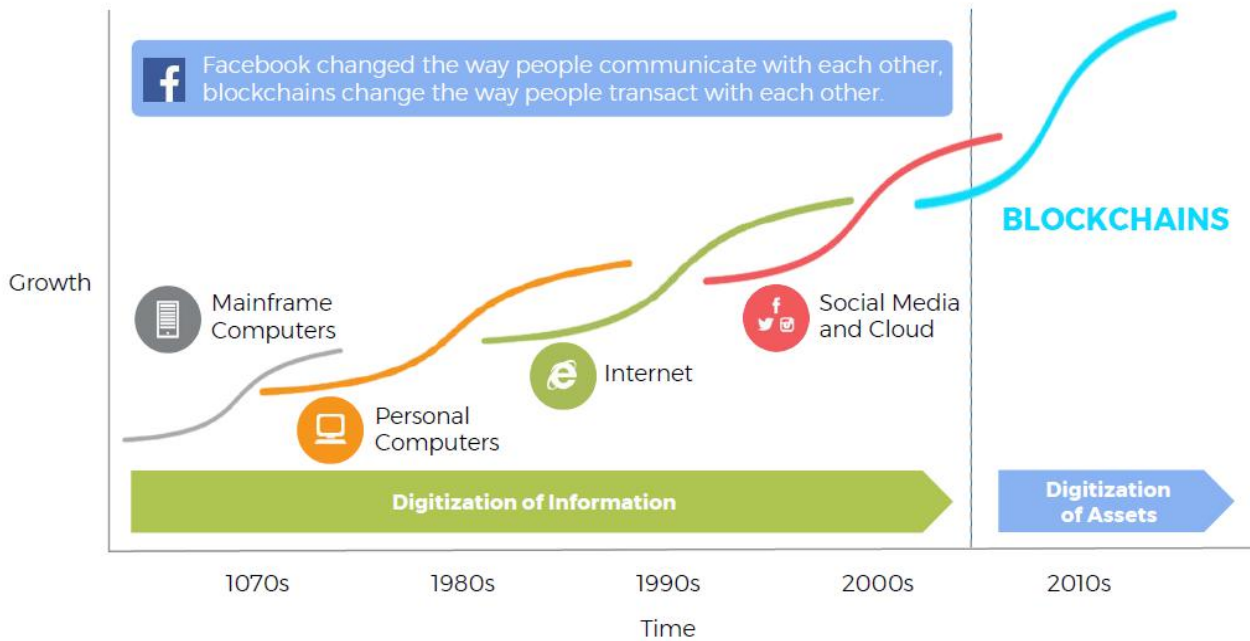 Facebook changed the way people communicate with each other,
blockchains change the way people transact with each other.
BLOCKCHAINS
Growth
Mainframe
Computers
Social Media
and Cloud
Internet
Personal
Computers
Digitization of Information
Digitization
of Assets
1070s
1980s
1990s
2000s
2010s
Time